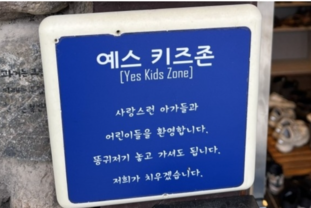 예스 키즈존
[Yes Kids Zone]
사랑스런 아가들과
어린이들을 환영합니다.
똥귀저기 놓고 가셔도 됩니다.
저희가 치우겠습니다.